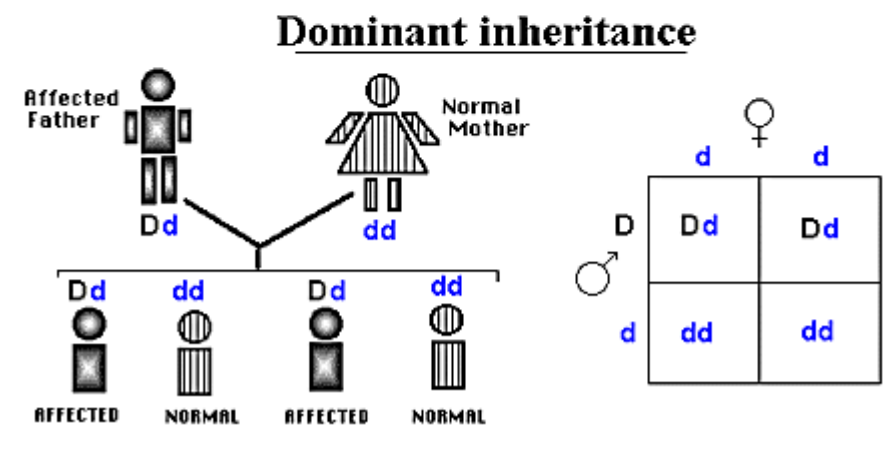 Dominant inheritance
Affected
Father
Normal
Mother
Dd
dd
Dd
dd
Dd
dd
AFFECTED
NORMAL
AFFECTED
NORMAL
♀
d d
D Dd Dd
♂
d dd dd